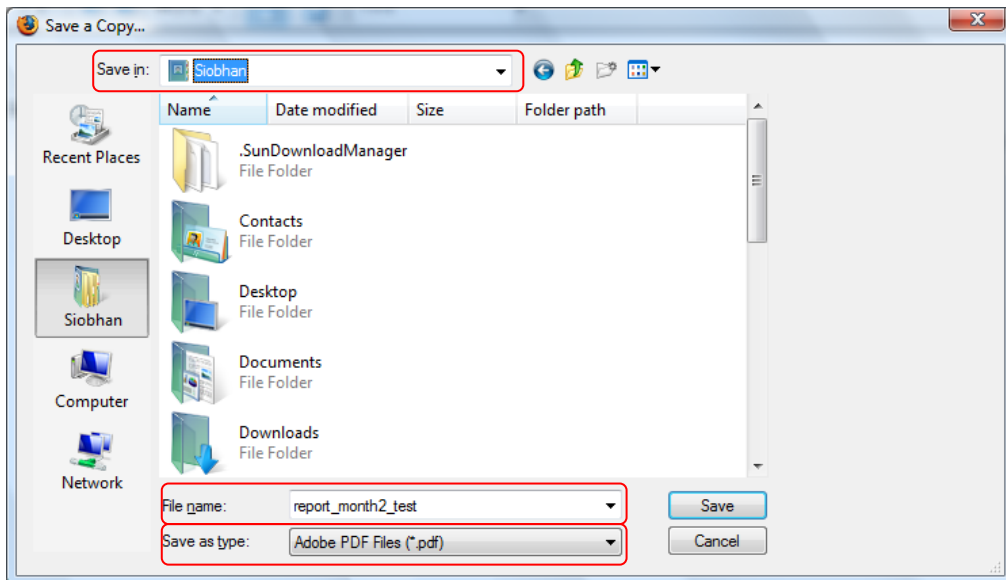 Save a Copy...
Save in: Siobhan
Name Date modified Size Folder path
Recent Places
Desktop
Siobhan
Computer
Network
.SunDownloadManager
File Folder
Contacts
File Folder
Desktop
File Folder
Documents
File Folder
Downloads
File Folder
File name: report_month2_test Save
Save as type: Adobe PDF Files (*.pdf) Cancel